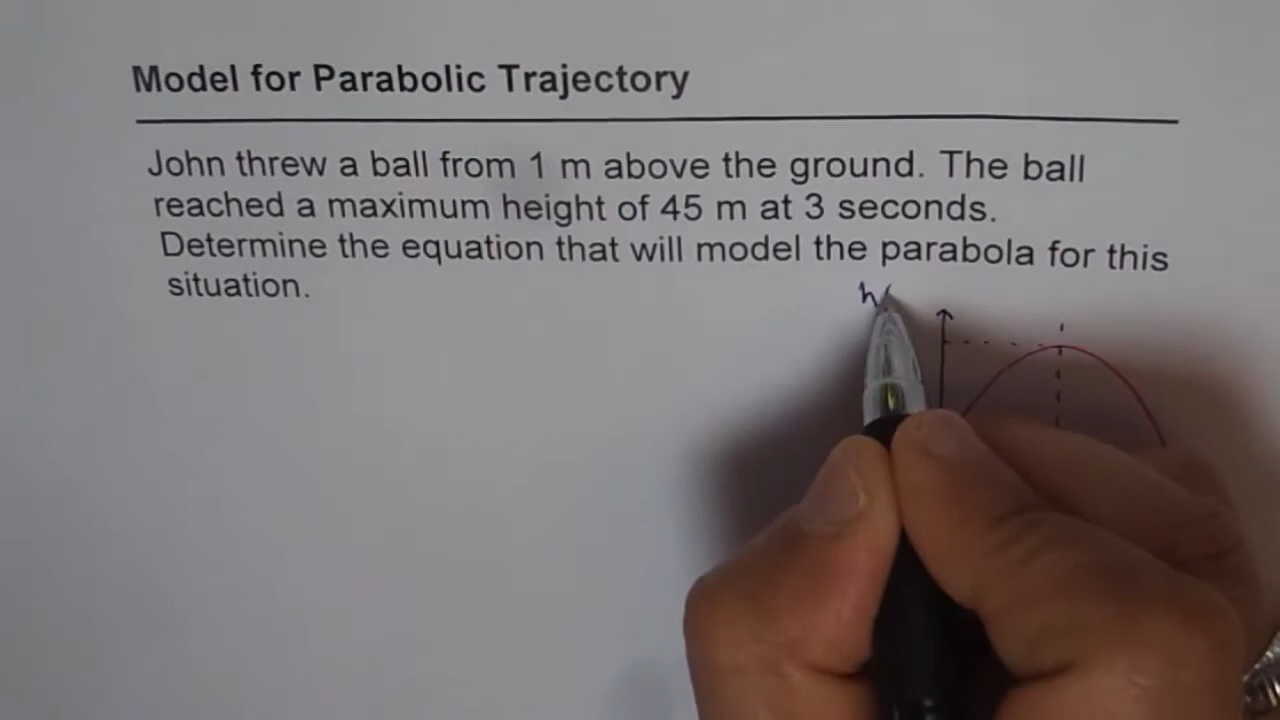 Model for Parabolic Trajectory
John threw a ball from 1 m above the ground. The ball
reached a maximum height of 45 m at 3 seconds.
Determine the equation that will model the parabola for this
situation.
h(